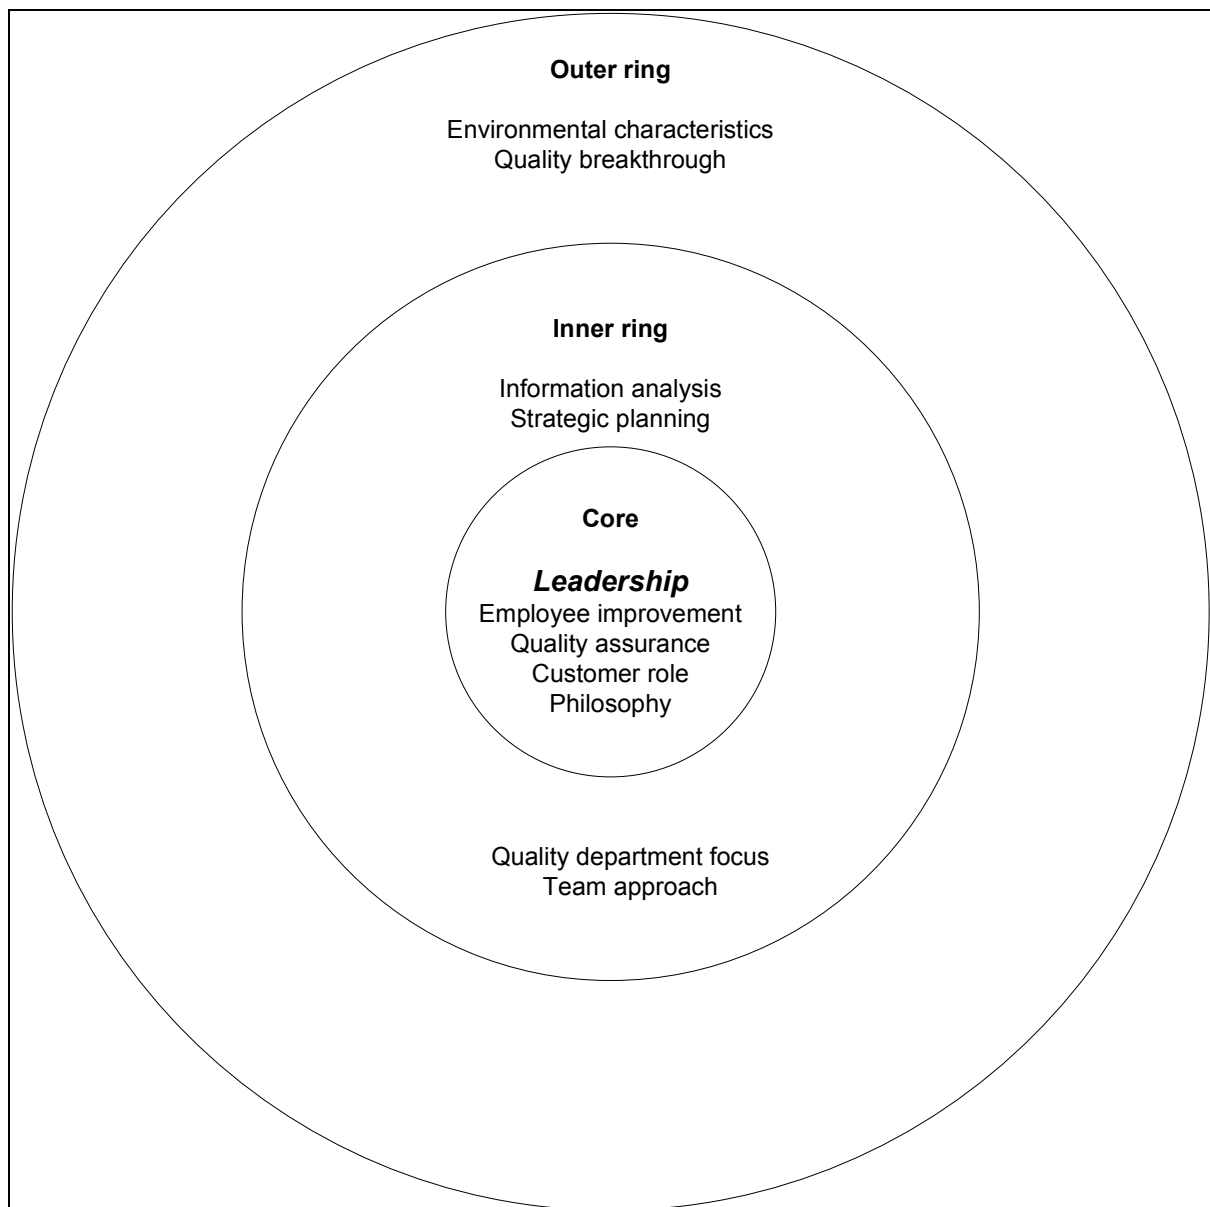 Outer ring
Environmental characteristics
Quality breakthrough
Inner ring
Information analysis
Strategic planning
Core
Leadership
Employee improvement
Quality assurance
Customer role
Philosophy
Quality department focus
Team approach